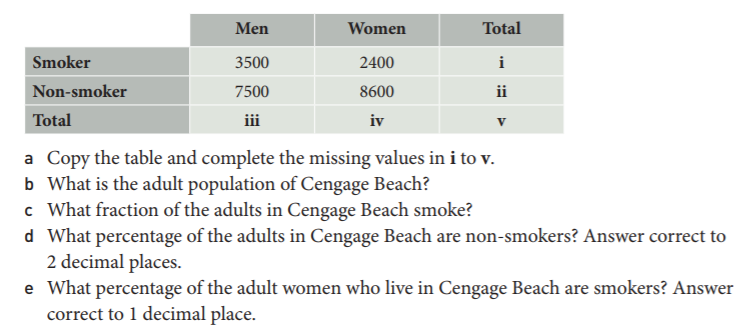 Men Women Total
Smoker 3500 2400 i
Non-smoker 7500 8600 ii
Total iii iv v
a Copy the table and complete the missing values in i to v.
b What is the adult population of Cengage Beach?
c What fraction of the adults in Cengage Beach smoke?
d What percentage of the adults in Cengage Beach are non-smokers? Answer correct to
2 decimal places.
e What percentage of the adult women who live in Cengage Beach are smokers? Answer
correct to 1 decimal place.